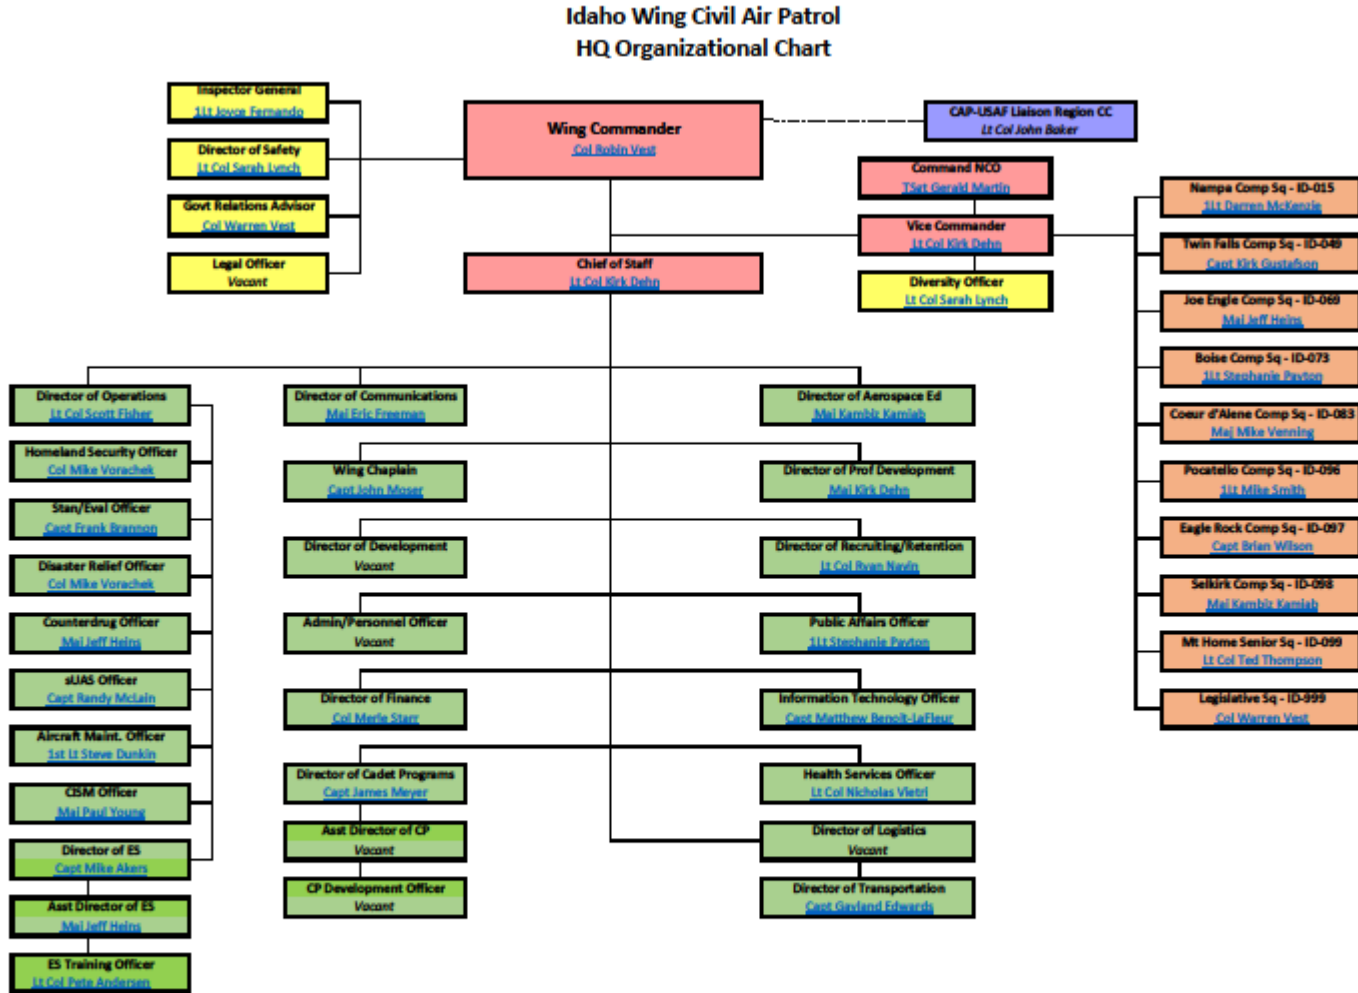 Idaho Wing Civil Air Patrol
HQ Organizational Chart
Inspector General
1Lt Joyce Fernando
Director of Safety
Lt Col Sarah Lynch
Govt Relations Advisor
Col Warren Vest
Legal Officer
Vacant
Wing Commander
Col Robin Vest
CAP-USAF Liaison Region CC
Lt Col John Baker
Command NCO
TSgt Gerald Martin
Vice Commander
Lt Col Kirk Dehn
Diversity Officer
Lt Col Sarah Lynch
Chief of Staff
Lt Col Kirk Dehn
Nampa Comp Sq - ID-015
1Lt Darren McKenzie
Twin Falls Comp Sq - ID-049
Capt Kirk Gustafson
Joe Engle Comp Sq - ID-069
Maj Jeff Heins
Boise Comp Sq - ID-073
1Lt Stephanie Payton
Coeur d'Alene Comp Sq - ID-083
Maj Mike Venning
Pocatello Comp Sq - ID-096
1Lt Mike Smith
Eagle Rock Comp Sq - ID-097
Capt Brian Wilson
Selkirk Comp Sq - ID-098
Maj Kambiz Kamiab
Mt Home Senior Sq - ID-099
Lt Col Ted Thompson
Legislative Sq - ID-999
Col Warren Vest
Director of Operations
Lt Col Scott Fisher
Homeland Security Officer
Col Mike Vorachek
Stan/Eval Officer
Capt Frank Brannon
Disaster Relief Officer
Col Mike Vorachek
Counterdrug Officer
Maj Jeff Heins
sUAS Officer
Capt Randy McLain
Aircraft Maint. Officer
1st Lt Steve Dunkin
CISM Officer
Maj Paul Young
Director of ES
Capt Mike Akers
Asst Director of ES
Maj Jeff Heins
ES Training Officer
Lt Col Pete Andersen
Director of Communications
Maj Eric Freeman
Wing Chaplain
Capt John Moser
Director of Development
Vacant
Admin/Personnel Officer
Vacant
Director of Finance
Col Merle Starr
Director of Cadet Programs
Capt James Meyer
Asst Director of CP
Vacant
CP Development Officer
Vacant
Director of Aerospace Ed
Maj Kambiz Kamiab
Director of Prof Development
Maj Kirk Dehn
Director of Recruiting/Retention
Lt Col Ryan Navin
Public Affairs Officer
1Lt Stephanie Payton
Information Technology Officer
Capt Matthew Benoit-LaFleur
Health Services Officer
Lt Col Nicholas Vietri
Director of Logistics
Vacant
Director of Transportation
Capt Gayland Edwards